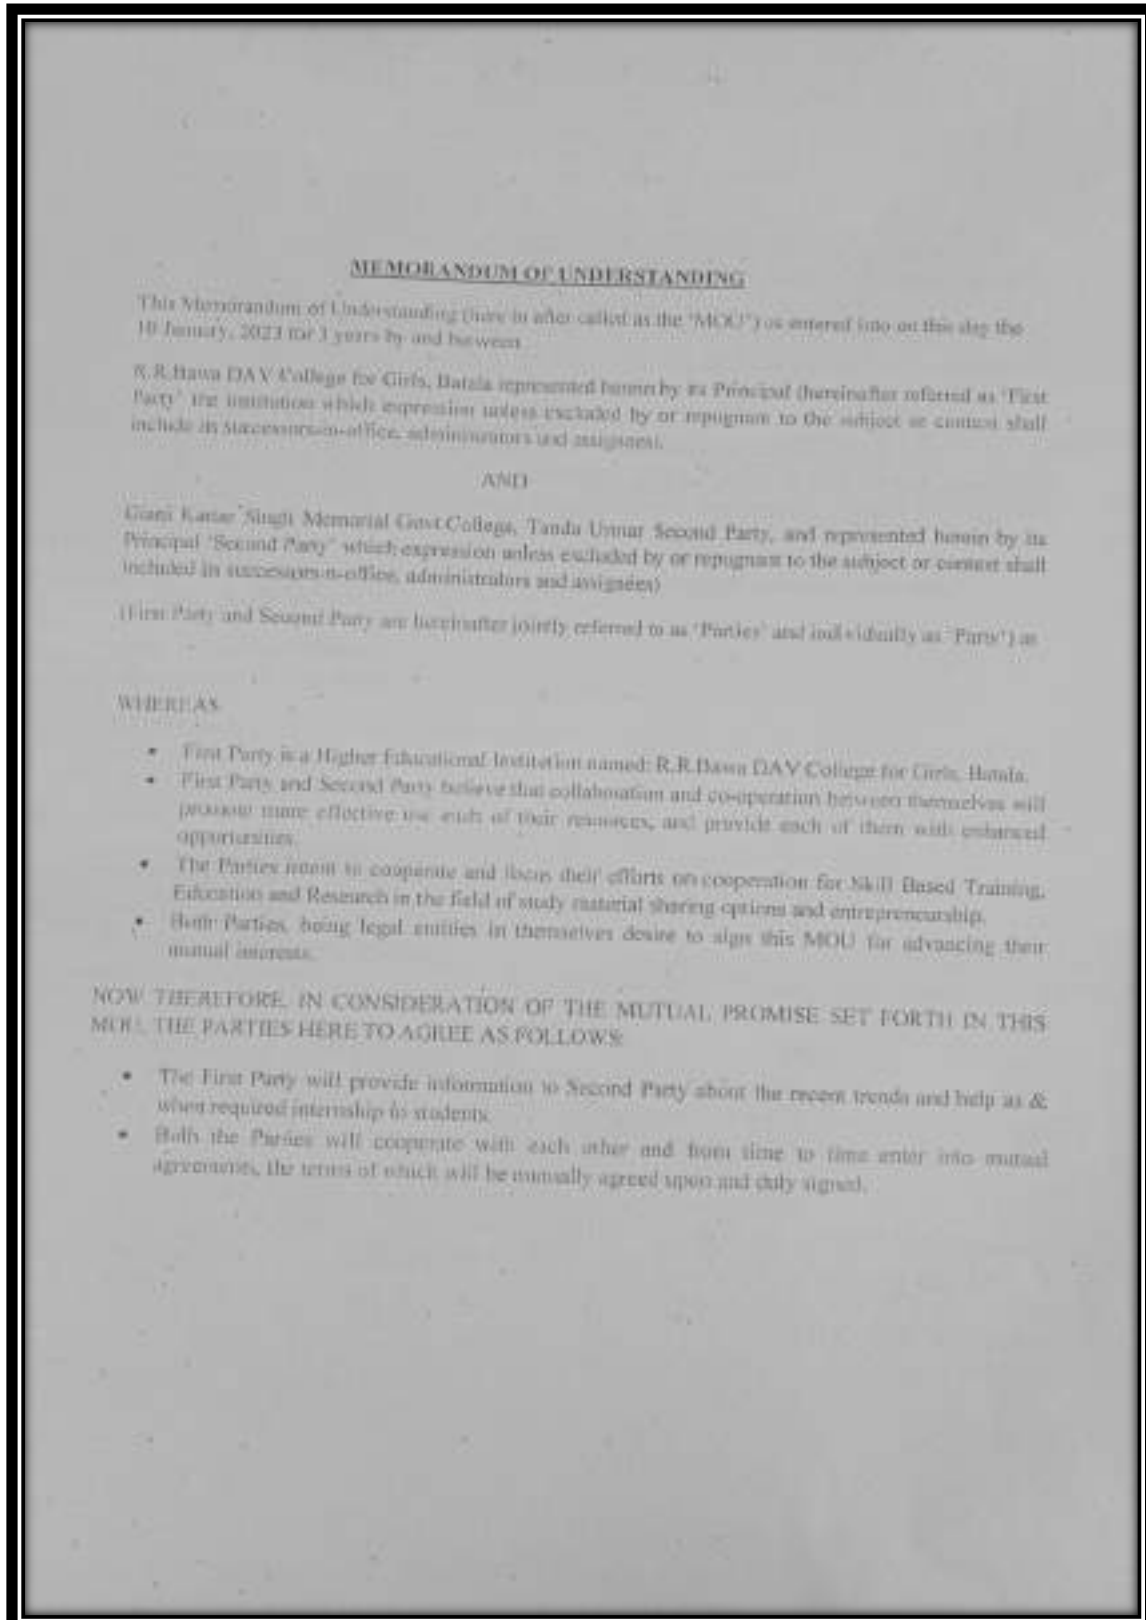 MEMORANDUM OF UNDERSTANDING
This Memorandum of Understanding (here in after called as the 'MOU') is entered into on this day the
10 January, 2023 for 3 years by and between
R.R.Bawa DAV College for Girls, Batala represented herein by its Principal (hereinafter referred as 'First
Party' the institution which expression unless excluded by or repugnant to the subject or context shall
include its successors-in-office, administrators and assignees).
AND
Giani Kartar Singh Memorial Govt.College, Tanda Urmar Second Party, and represented herein by its
Principal 'Second Party' which expression unless excluded by or repugnant to the subject or context shall
included its successors-n-office, administrators and assignees)
(First Party and Second Party are hereinafter jointly referred to as 'Parties' and individually as 'Party') as
WHEREAS
• First Party is a Higher Educational Institution named: R.R.Bawa DAV College for Girls, Batala.
• First Party and Second Party believe that collaboration and co-operation between themselves will
promote more effective use each of their resources, and provide each of them with enhanced
opportunities.
• The Parties intent to cooperate and focus their efforts on cooperation for Skill Based Training,
Education and Research in the field of study material sharing options and entrepreneurship.
• Both Parties, being legal entities in themselves desire to sign this MOU for advancing their
mutual interests.
NOW THEREFORE, IN CONSIDERATION OF THE MUTUAL PROMISE SET FORTH IN THIS
MOU, THE PARTIES HERE TO AGREE AS FOLLOWS:
• The First Party will provide information to Second Party about the recent trends and help as &
when required internship to students.
• Both the Parties will cooperate with each other and from time to time enter into mutual
agreements, the terms of which will be mutually agreed upon and duly signed.